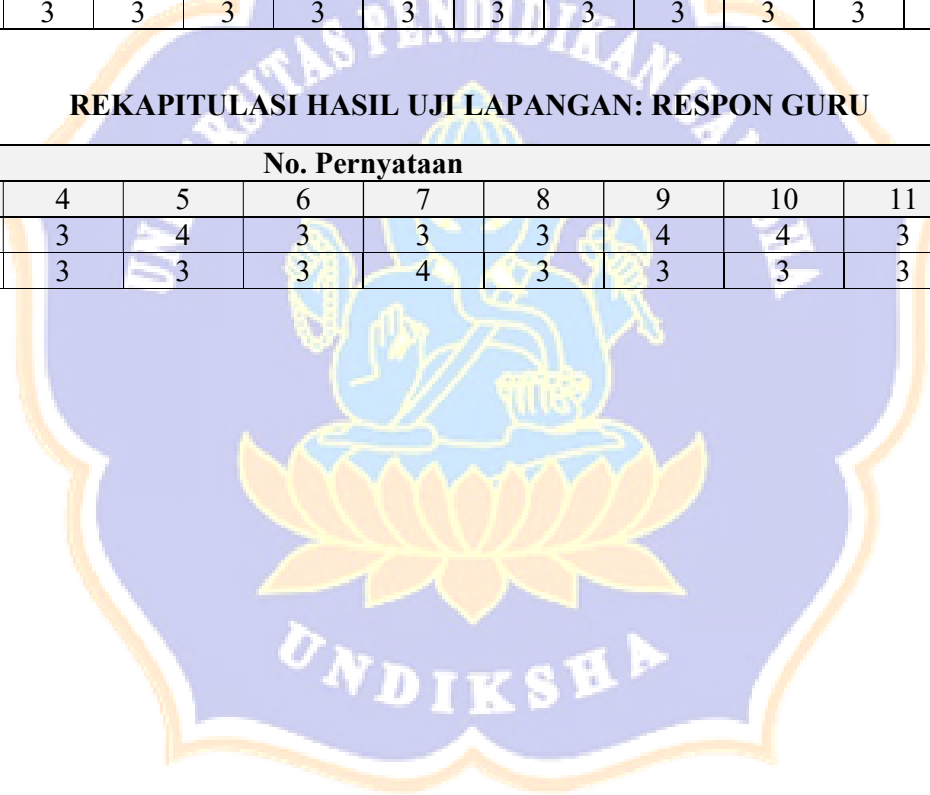 3 3 3 3 3 3 3 3 3 3
REKAPITULASI HASIL UJI LAPANGAN: RESPON GURU
No. Pernyataan
4 5 6 7 8 9 10 11
3 4 3 3 3 4 4 3
3 3 3 4 3 3 3 3
UNDIKSHA